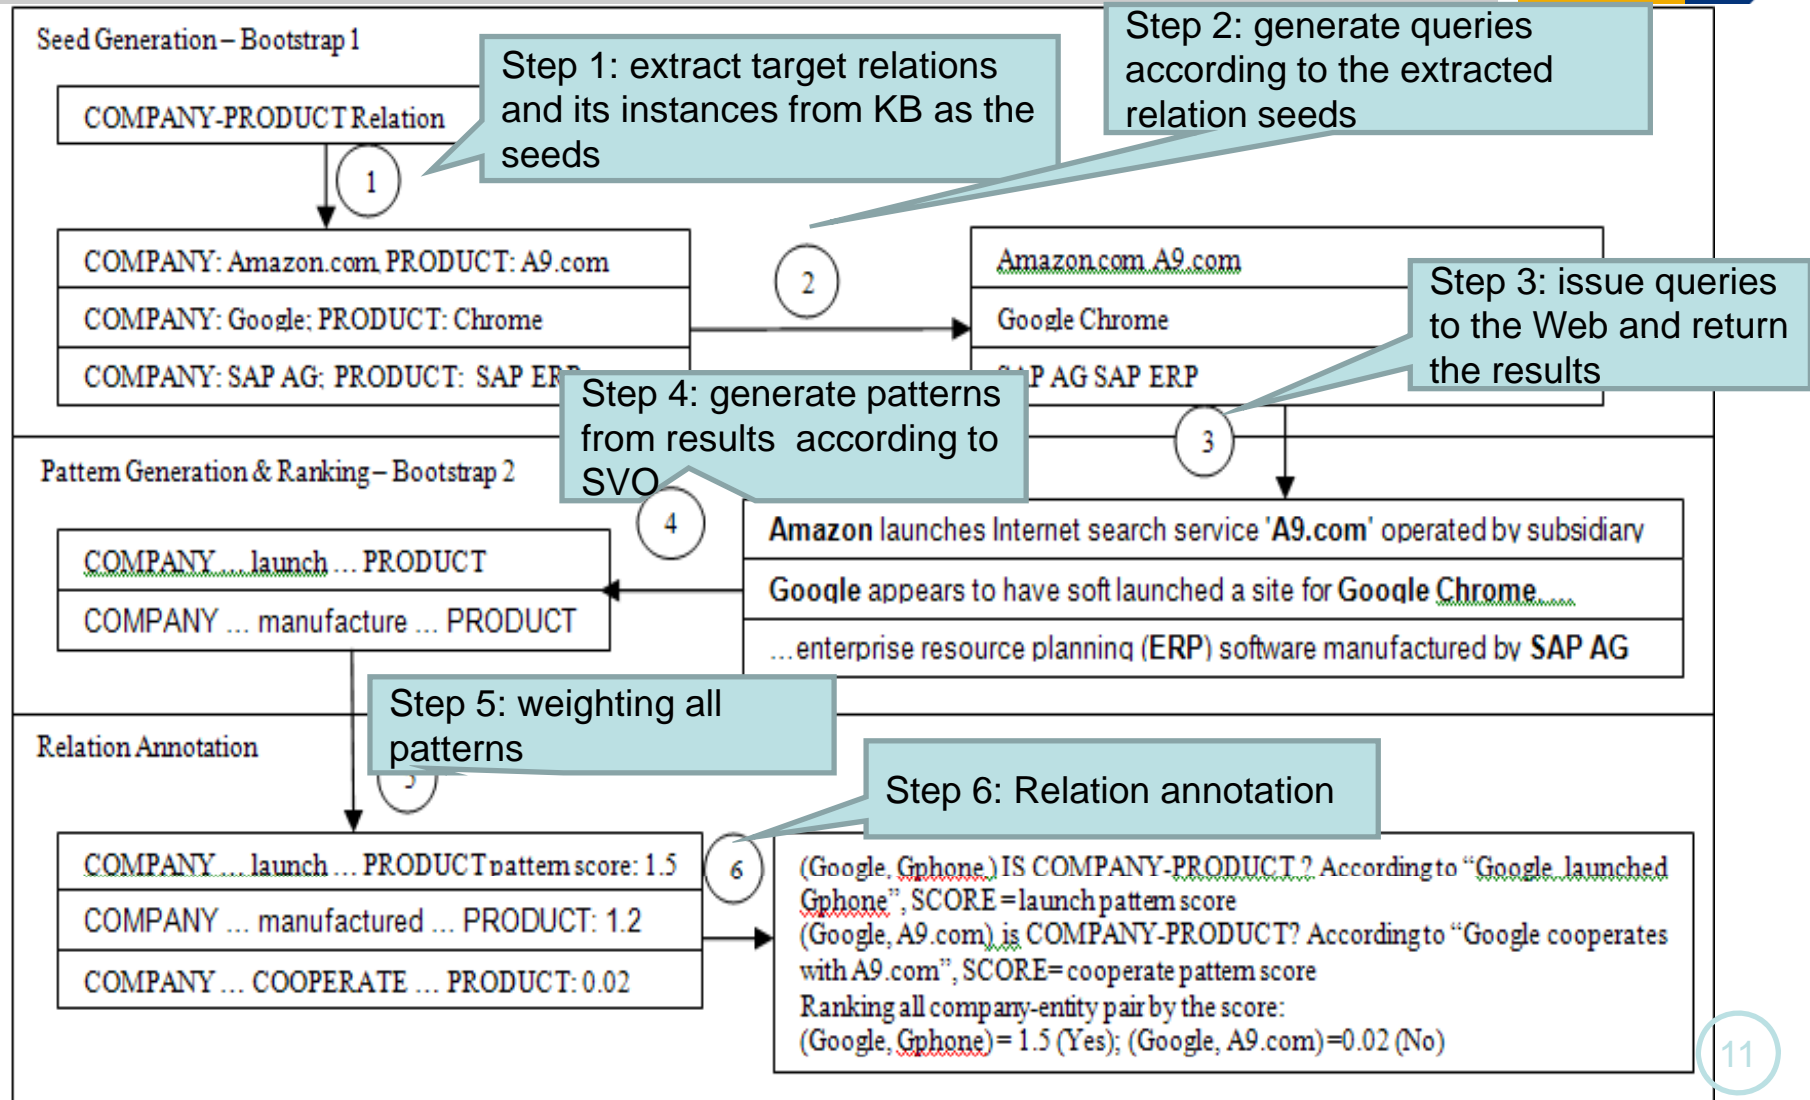 Seed Generation – Bootstrap 1
Step 1: extract target relations
and its instances from KB as the
seeds
Step 2: generate queries
according to the extracted
relation seeds
COMPANY-PRODUCT Relation
1
COMPANY: Amazon.com, PRODUCT: A9.com
COMPANY: Google; PRODUCT: Chrome
COMPANY: SAP AG; PRODUCT: SAP ERP
2
Amazon.com A9.com
Google Chrome
SAP AG SAP ERP
Step 3: issue queries
to the Web and return
the results
3
Step 4: generate patterns
from results according to
SVO
Pattern Generation & Ranking – Bootstrap 2
4
COMPANY … launch … PRODUCT
COMPANY … manufacture … PRODUCT
Amazon launches Internet search service 'A9.com' operated by subsidiary
Google appears to have soft launched a site for Google Chrome, …
…enterprise resource planning (ERP) software manufactured by SAP AG
Step 5: weighting all
patterns
5
Relation Annotation
Step 6: Relation annotation
6
COMPANY … launch … PRODUCT pattern score: 1.5
COMPANY … manufactured … PRODUCT: 1.2
COMPANY … COOPERATE … PRODUCT: 0.02
(Google, Gphone) IS COMPANY-PRODUCT ? According to “Google launched
Gphone”, SCORE = launch pattern score
(Google, A9.com) is COMPANY-PRODUCT? According to “Google cooperates
with A9.com”, SCORE= cooperate pattern score
Ranking all company-entity pair by the score:
(Google, Gphone) = 1.5 (Yes); (Google, A9.com) =0.02 (No)
11